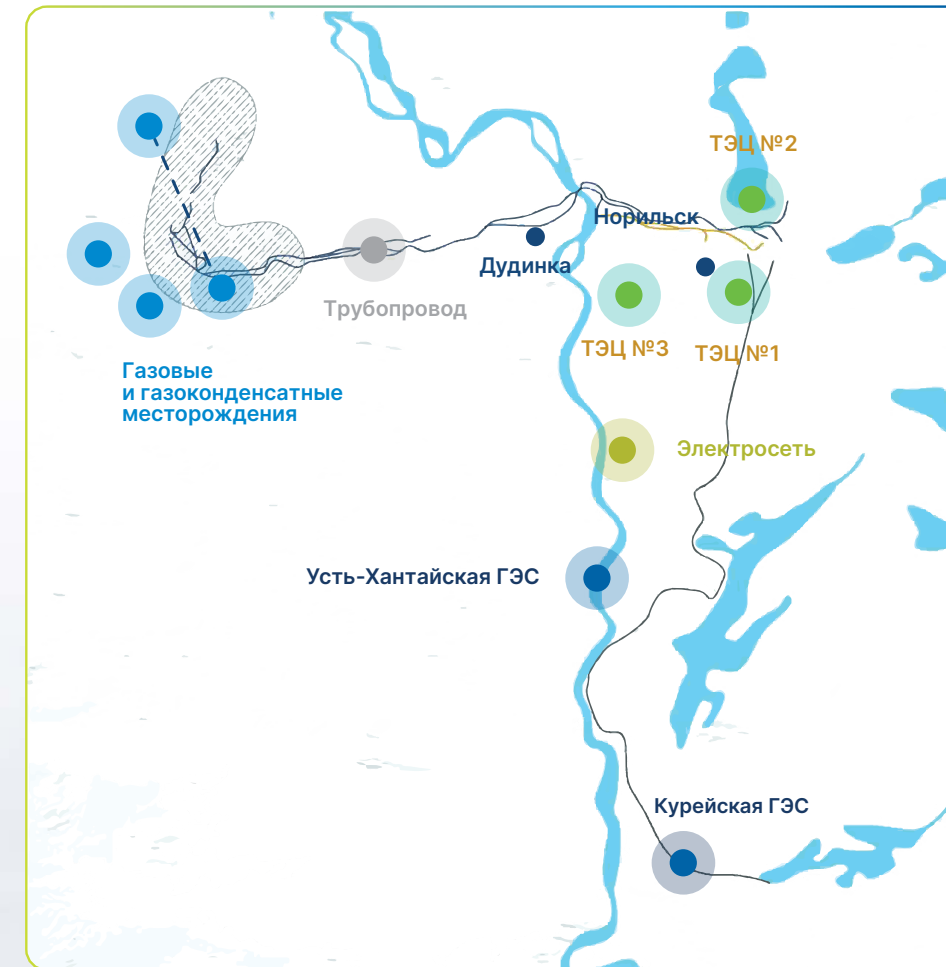 ТЭЦ №2
Норильск
Дудинка
Трубопровод
ТЭЦ №3
ТЭЦ №1
Газовые
и газоконденсатные
месторождения
Электросеть
Усть-Хантайская ГЭС
Курейская ГЭС